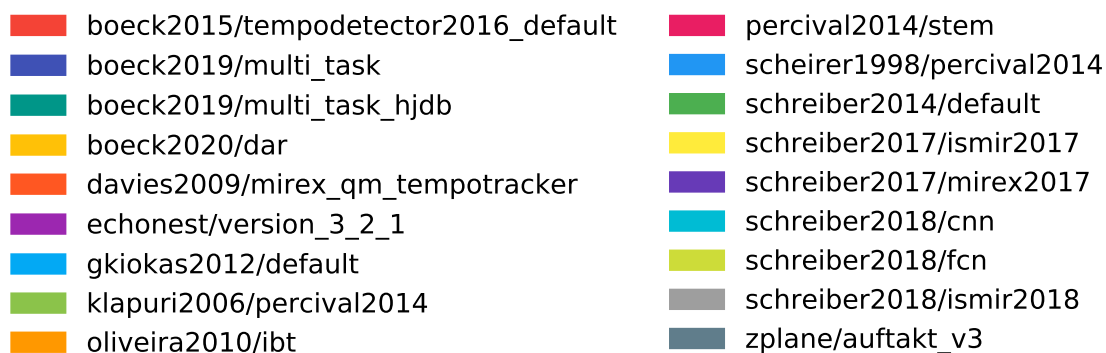 boeck2015/tempodetector2016_default
boeck2019/multi_task
boeck2019/multi_task_hjdb
boeck2020/dar
davies2009/mirex_qm_tempotracker
echonest/version_3_2_1
gkiokas2012/default
klapuri2006/percival2014
oliveira2010/ibt
percival2014/stem
scheirer1998/percival2014
schreiber2014/default
schreiber2017/ismir2017
schreiber2017/mirex2017
schreiber2018/cnn
schreiber2018/fcn
schreiber2018/ismir2018
zplane/auftakt_v3